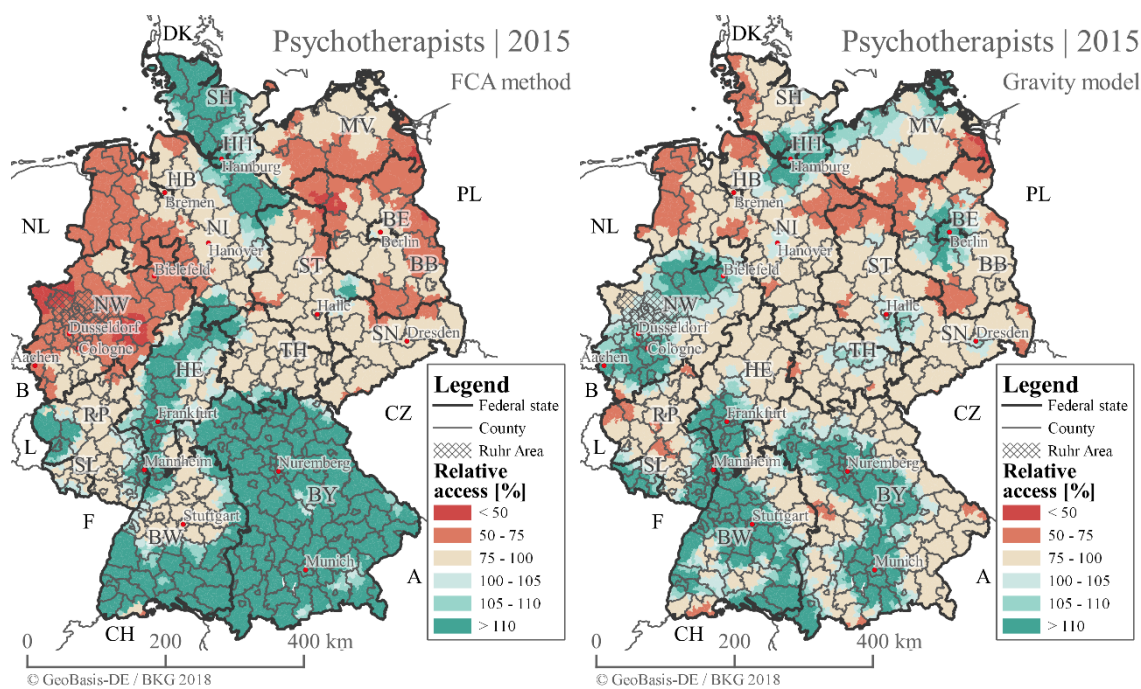 DK
Psychotherapists | 2015
FCA method
SH
MV
HH
Hamburg
HB
Bremen
PL
NL
NI
Hanover
BE
Berlin
Bielefeld
ST
BB
NW
Halle
Dusseldorf
Cologne
SN
Dresden
Aachen
HE
TH
B
RP
Frankfurt
CZ
L
SL
Mannheim
Nuremberg
BY
F
Stuttgart
BW
Munich
A
CH
Legend
Federal state
County
Ruhr Area
Relative
access [%]
< 50
50 - 75
75 - 100
100 - 105
105 - 110
> 110
0 200 400 km
© GeoBasis-DE / BKG 2018
DK
Psychotherapists | 2015
Gravity model
SH
MV
HH
Hamburg
HB
Bremen
PL
NL
NI
Hanover
BE
Berlin
Bielefeld
ST
BB
NW
Halle
Dusseldorf
Cologne
SN
Dresden
Aachen
HE
TH
B
RP
Frankfurt
CZ
L
SL
Mannheim
Nuremberg
BY
F
Stuttgart
BW
Munich
A
CH
Legend
Federal state
County
Ruhr Area
Relative
access [%]
< 50
50 - 75
75 - 100
100 - 105
105 - 110
> 110
0 200 400 km
© GeoBasis-DE / BKG 2018